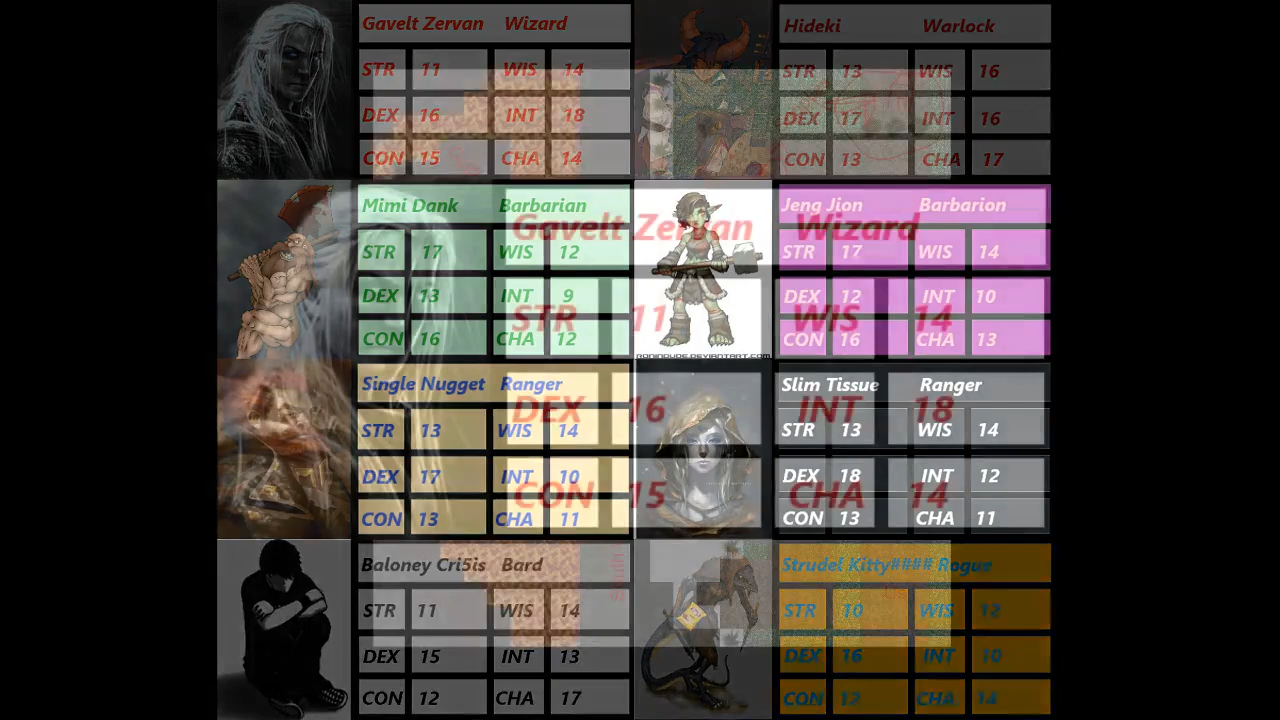 Gavelt Zervan Wizard
STR 11 WIS 14
DEX 16 INT 18
CON 15 CHA 14
Hideki Warlock
STR 13 WIS 16
DEX 17 INT 16
CON 13 CHA 17
Mimi Dank Barbarian
STR 17 WIS 12
DEX 13 INT 9
CON 16 CHA 12
Jeng Jion Barbarion
STR 17 WIS 14
DEX 12 INT 10
CON 16 CHA 13
Gavelt Zervan Wizard
STR 11 WIS 14
DEX 16 INT 18
CON 15 CHA 14
RONINDUDE.DEVIANTART.COM
Single Nugget Ranger
STR 13 WIS 14
DEX 17 INT 10
CON 13 CHA 11
Slim Tissue Ranger
STR 13 WIS 14
DEX 18 INT 12
CON 13 CHA 11
Baloney Cri5is Bard
STR 11 WIS 14
DEX 15 INT 13
CON 12 CHA 17
Strudel Kitty#### Rogue
STR 10 WIS 12
DEX 16 INT 10
CON 12 CHA 14